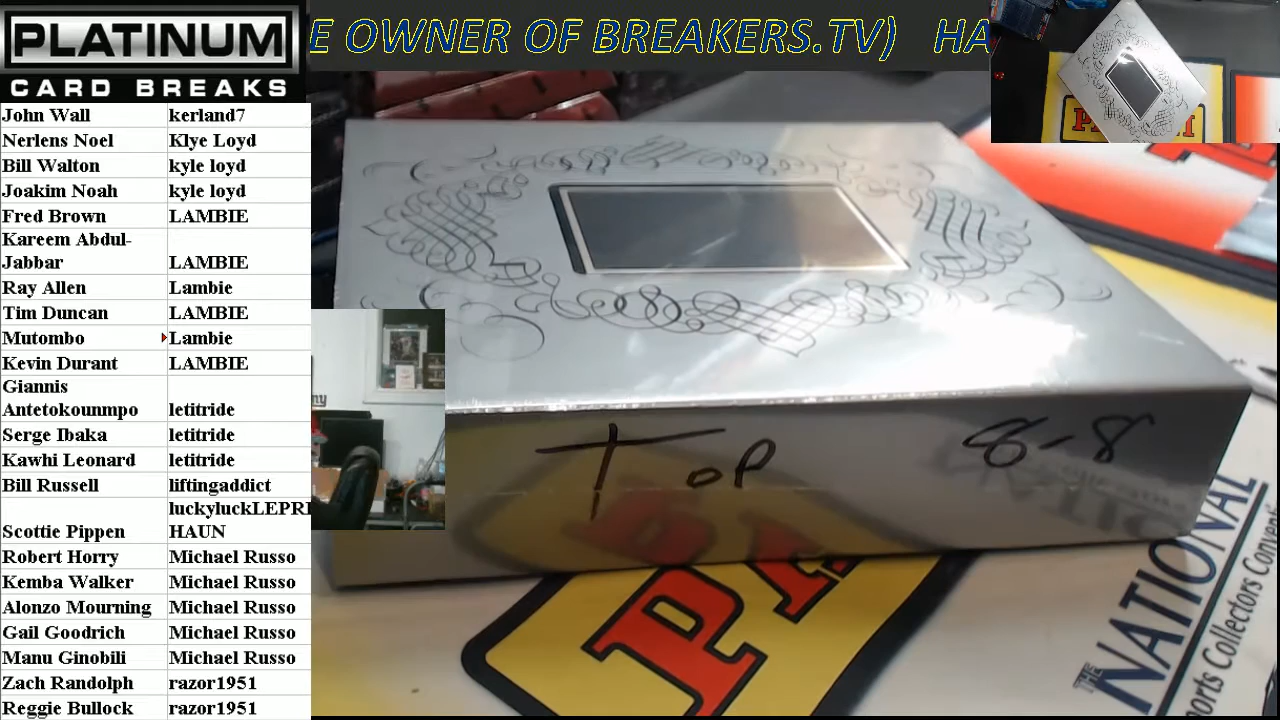 PLATINUM
CARD BREAKS
E OWNER OF BREAKERS.TV) HA
John Wall kerland7
Nerlens Noel Klye Loyd
Bill Walton kyle loyd
Joakim Noah kyle loyd
Fred Brown LAMBIE
Kareem Abdul-
Jabbar LAMBIE
Ray Allen Lambie
Tim Duncan LAMBIE
Mutombo Lambie
Kevin Durant LAMBIE
Giannis
Antetokounmpo letitride
Serge Ibaka letitride
Kawhi Leonard letitride
Bill Russell liftingaddict
luckyluckLEPRI
Scottie Pippen HAUN
Robert Horry Michael Russo
Kemba Walker Michael Russo
Alonzo Mourning Michael Russo
Gail Goodrich Michael Russo
Manu Ginobili Michael Russo
Zach Randolph razor1951
Reggie Bullock razor1951
TOP 8-8
THE NATIONAL
ports Collectors Convent